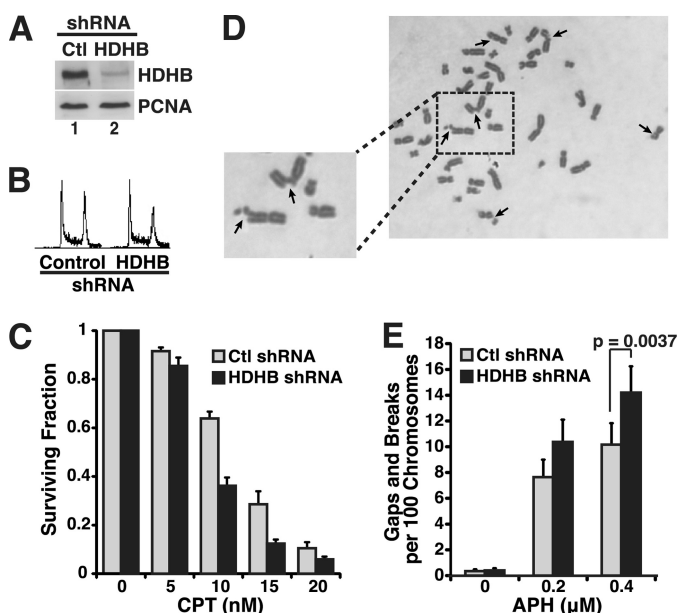 A
shRNA
Ctl HDHB
HDHB
PCNA
1 2
B
Control HDHB
shRNA
C
Surviving Fraction
1
0.8
0.6
0.4
0.2
0
Ctl shRNA
HDHB shRNA
0 5 10 15 20
CPT (nM)
D
E
Gaps and Breaks
per 100 Chromosomes
18
16
14
12
10
8
6
4
2
0
p = 0.0037
Ctl shRNA
HDHB shRNA
0 0.2 0.4
APH (µM)